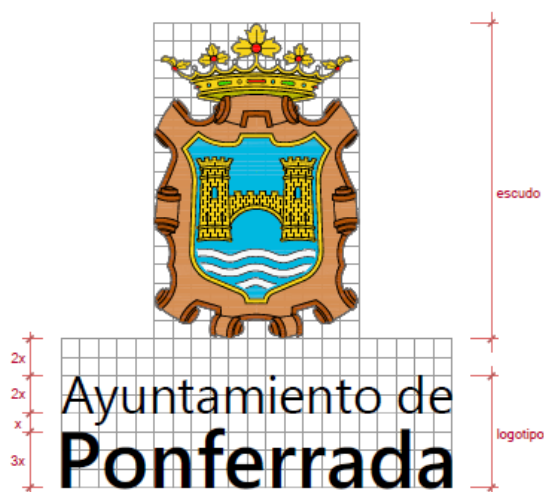 escudo
2x
2x
Ayuntamiento de
x
logotipo
3x
Ponferrada